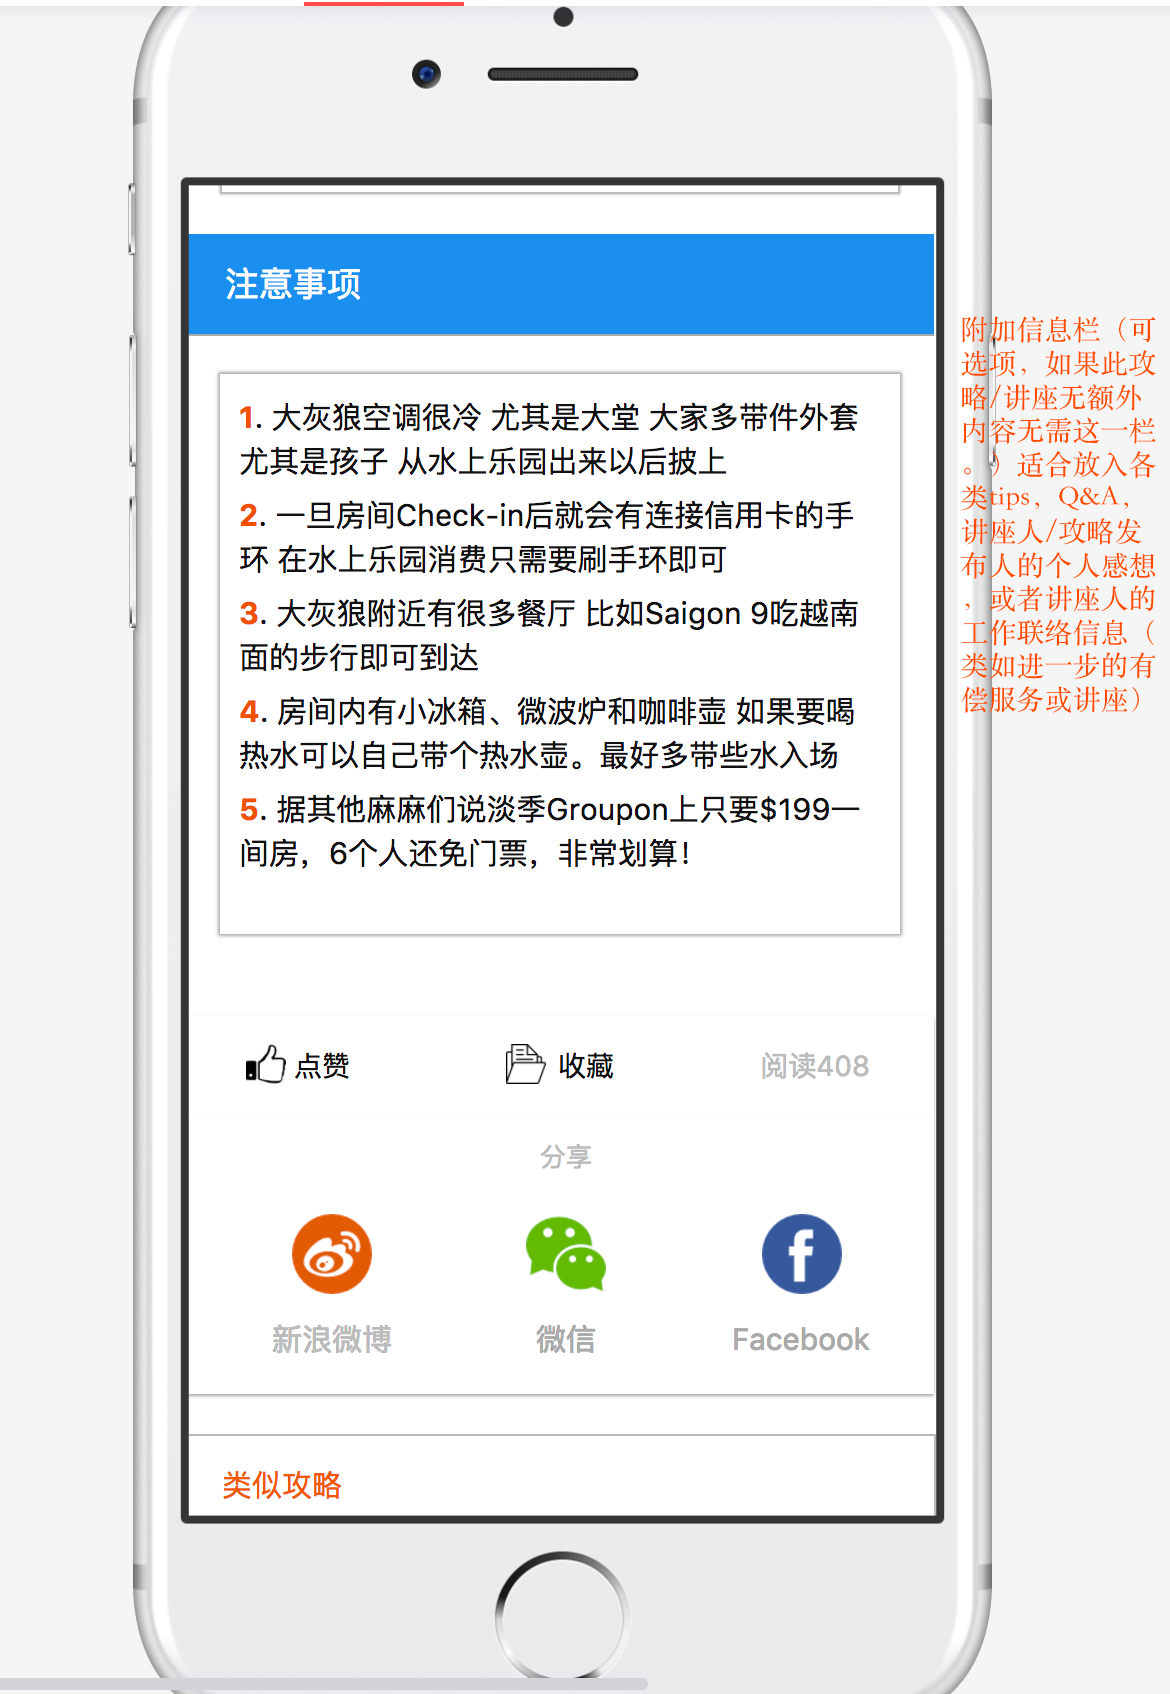 注意事项
1. 大灰狼空调很冷 尤其是大堂 大家多带件外套
尤其是孩子 从水上乐园出来以后披上
2. 一旦房间Check-in后就会有连接信用卡的手
环 在水上乐园消费只需要刷手环即可
3. 大灰狼附近有很多餐厅 比如Saigon 9吃越南
面的步行即可到达
4. 房间内有小冰箱、微波炉和咖啡壶 如果要喝
热水可以自己带个热水壶。最好多带些水入场
5. 据其他麻麻们说淡季Groupon上只要$199一
间房，6个人还免门票，非常划算！
点赞 收藏 阅读408
分享
新浪微博 微信 Facebook
类似攻略
附加信息栏（可
选项，如果此攻
略/讲座无额外
内容无需这一栏
。）适合放入各
类tips，Q&A，
讲座人/攻略发
布人的个人感想
，或者讲座人的
工作联络信息（
类如进一步的有
偿服务或讲座）